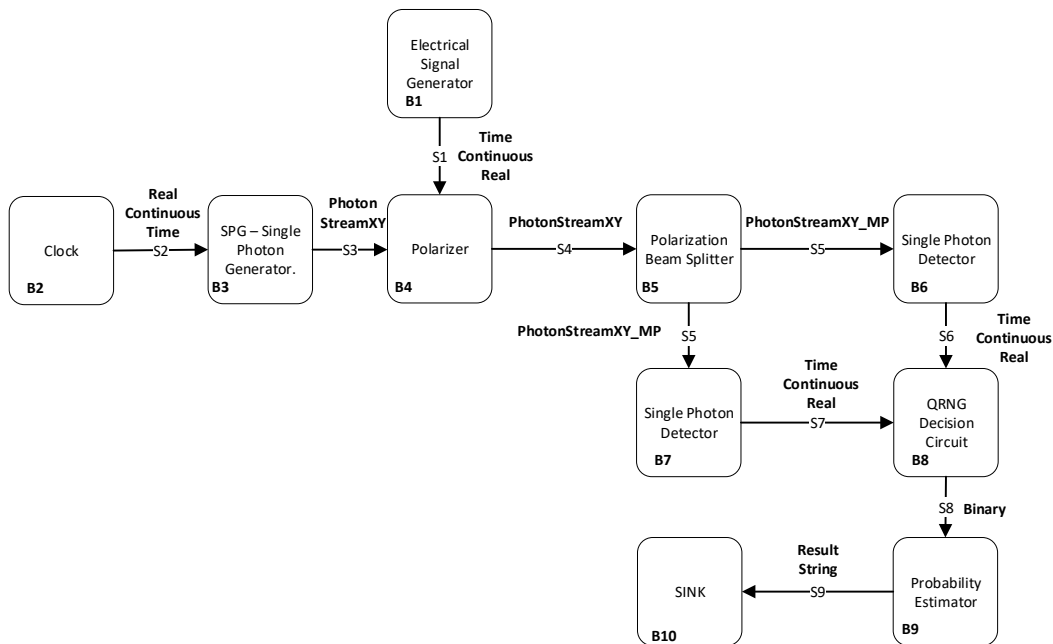 Electrical
Signal
Generator
B1
S1
Time
Continuous
Real
Clock
B2
Real
Continuous
Time
S2
SPG – Single
Photon
Generator.
B3
Photon
StreamXY
S3
Polarizer
B4
PhotonStreamXY
S4
Polarization
Beam Splitter
B5
PhotonStreamXY_MP
S5
Single Photon
Detector
B6
PhotonStreamXY_MP
S5
Time
Continuous
Real
S6
Single Photon
Detector
B7
Time
Continuous
Real
S7
QRNG
Decision
Circuit
B8
S8
Binary
Probability
Estimator
B9
Result
String
S9
SINK
B10